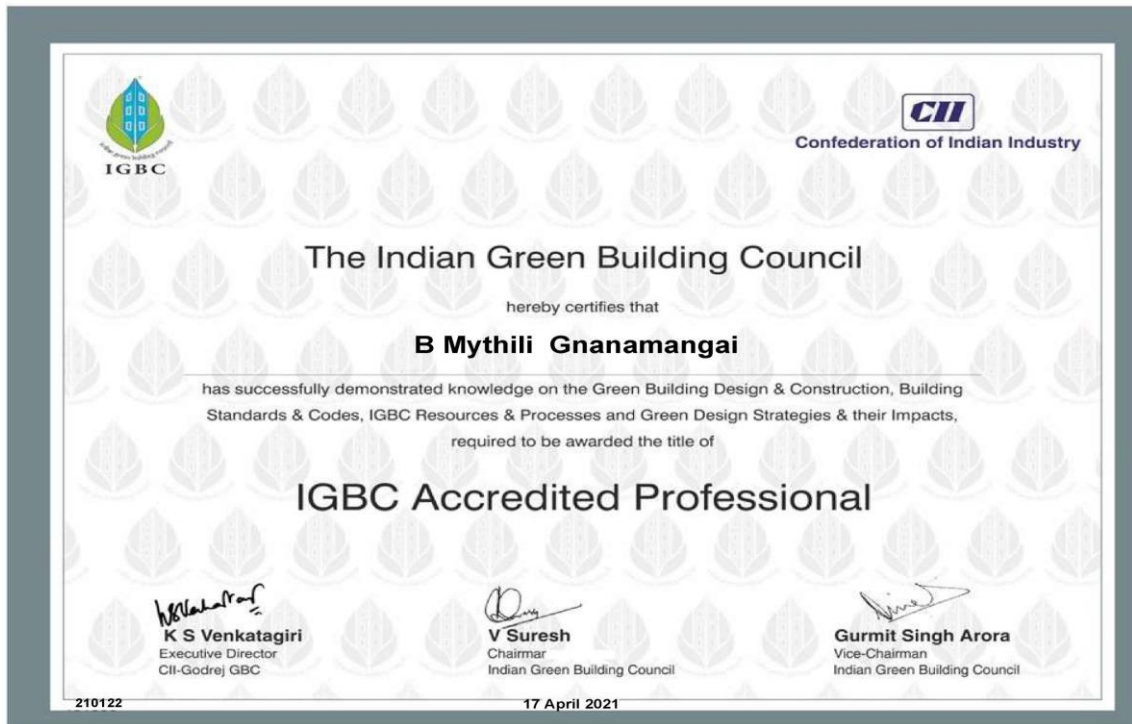 IGBC
CII
Confederation of Indian Industry
The Indian Green Building Council
hereby certifies that
B Mythili Gnanamangai
has successfully demonstrated knowledge on the Green Building Design & Construction, Building
Standards & Codes, IGBC Resources & Processes and Green Design Strategies & their Impacts,
required to be awarded the title of
IGBC Accredited Professional
K S Venkatagiri
Executive Director
CII-Godrej GBC
V Suresh
Chairmar
Indian Green Building Council
Gurmit Singh Arora
Vice-Chairman
Indian Green Building Council
210122
17 April 2021